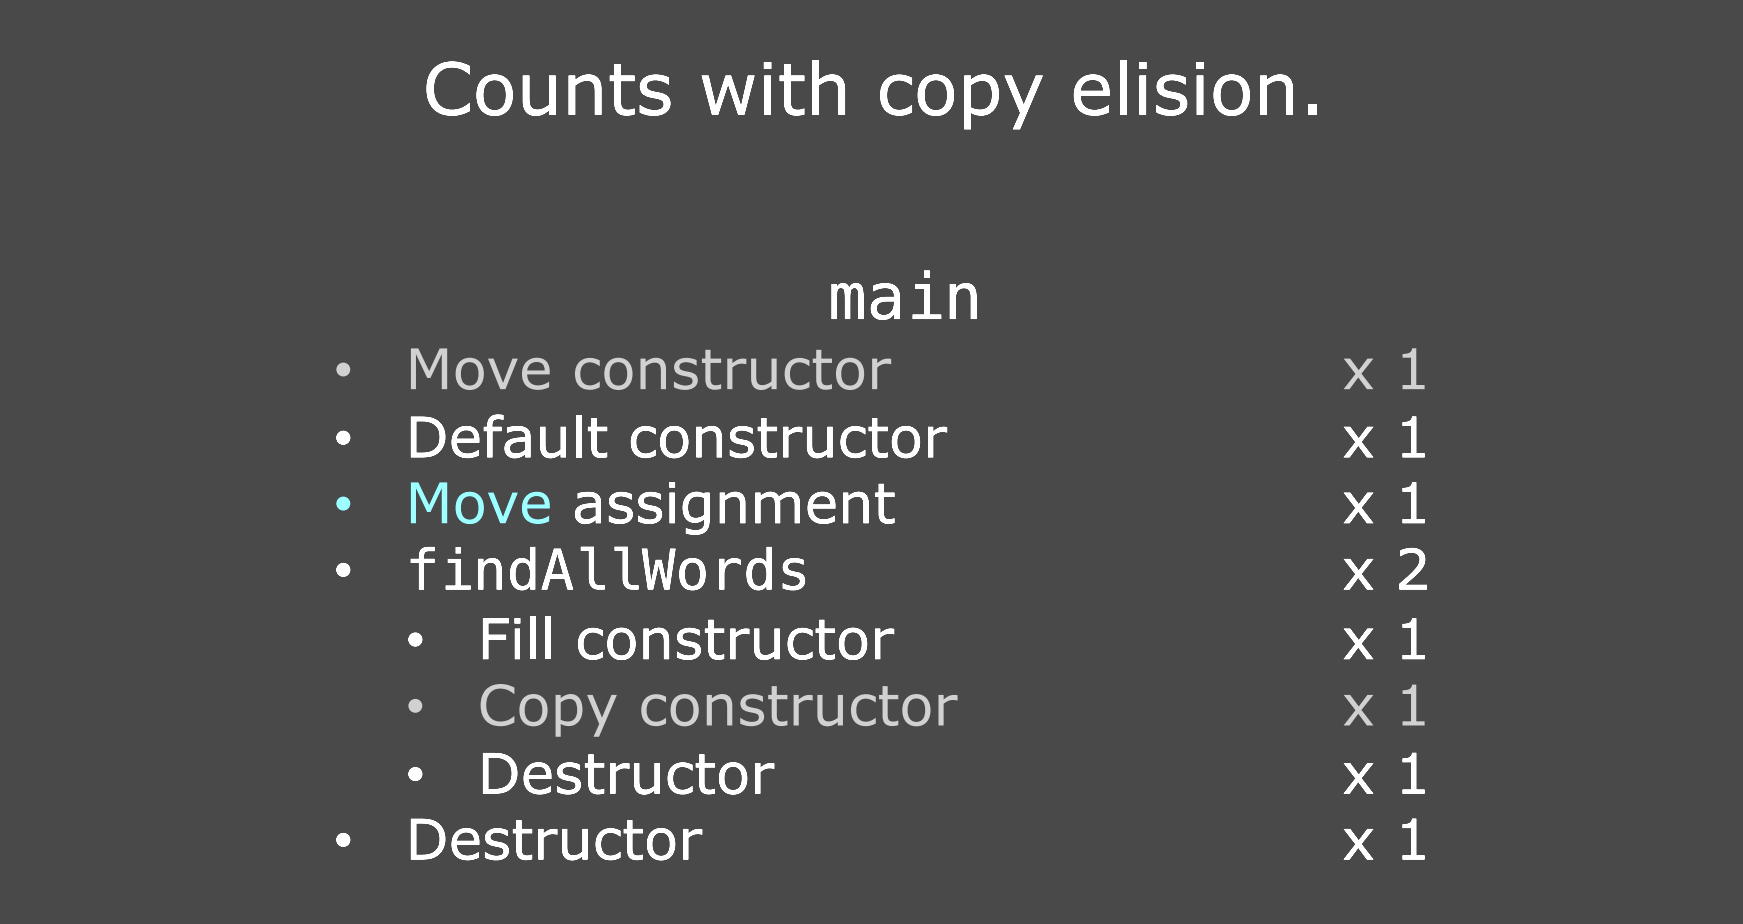 Counts with copy elision.
main
• Move constructor x 1
• Default constructor x 1
• Move assignment x 1
• findAllWords x 2
• Fill constructor x 1
• Copy constructor x 1
• Destructor x 1
• Destructor x 1